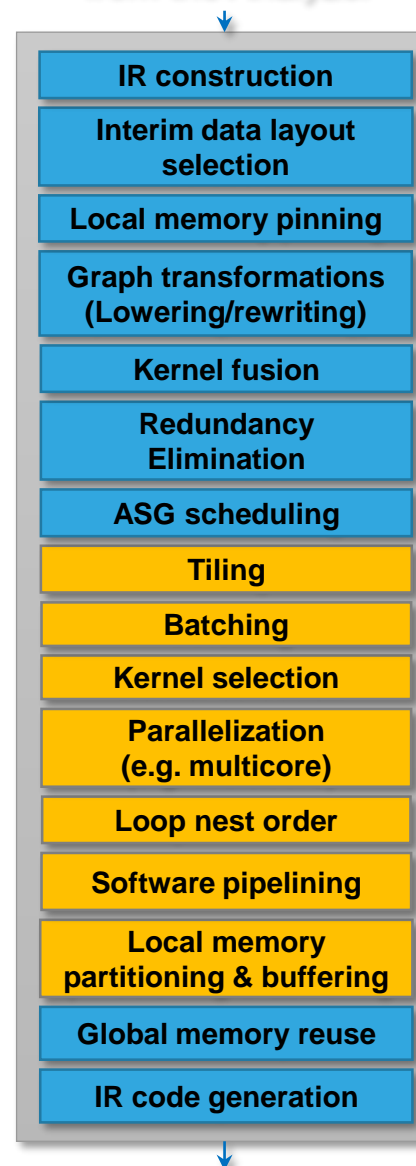 IR construction
Interim data layout
selection
Local memory pinning
Graph transformations
(Lowering/rewriting)
Kernel fusion
Redundancy
Elimination
ASG scheduling
Tiling
Batching
Kernel selection
Parallelization
(e.g. multicore)
Loop nest order
Software pipelining
Local memory
partitioning & buffering
Global memory reuse
IR code generation